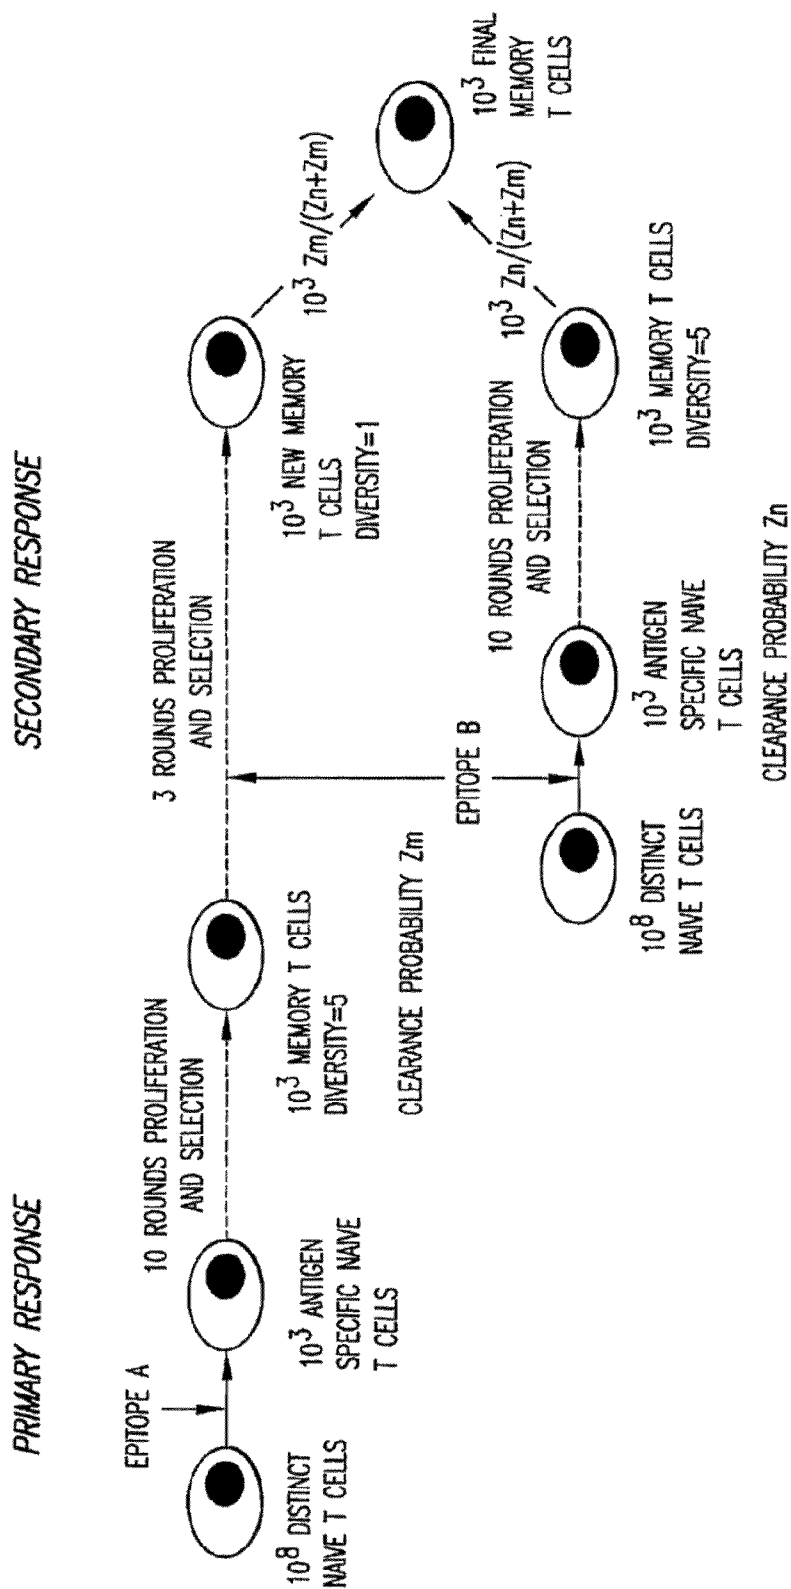 PRIMARY RESPONSE
SECONDARY RESPONSE
EPITOPE A
10 ROUNDS PROLIFERATION
AND SELECTION
3 ROUNDS PROLIFERATION
AND SELECTION
10^8 DISTINCT
NAIVE T CELLS
10^3 ANTIGEN
SPECIFIC NAIVE
T CELLS
10^3 MEMORY T CELLS
DIVERSITY=5
CLEARANCE PROBABILITY Zm
10^3 NEW MEMORY
T CELLS
DIVERSITY=1
10^3 Zm/(Zn+Zm)
10^3 FINAL
MEMORY
T CELLS
EPITOPE B
10^3 Zn/(Zn+Zm)
10 ROUNDS PROLIFERATION
AND SELECTION
10^8 DISTINCT
NAIVE T CELLS
10^3 ANTIGEN
SPECIFIC NAIVE
T CELLS
10^3 MEMORY T CELLS
DIVERSITY=5
CLEARANCE PROBABILITY Zn